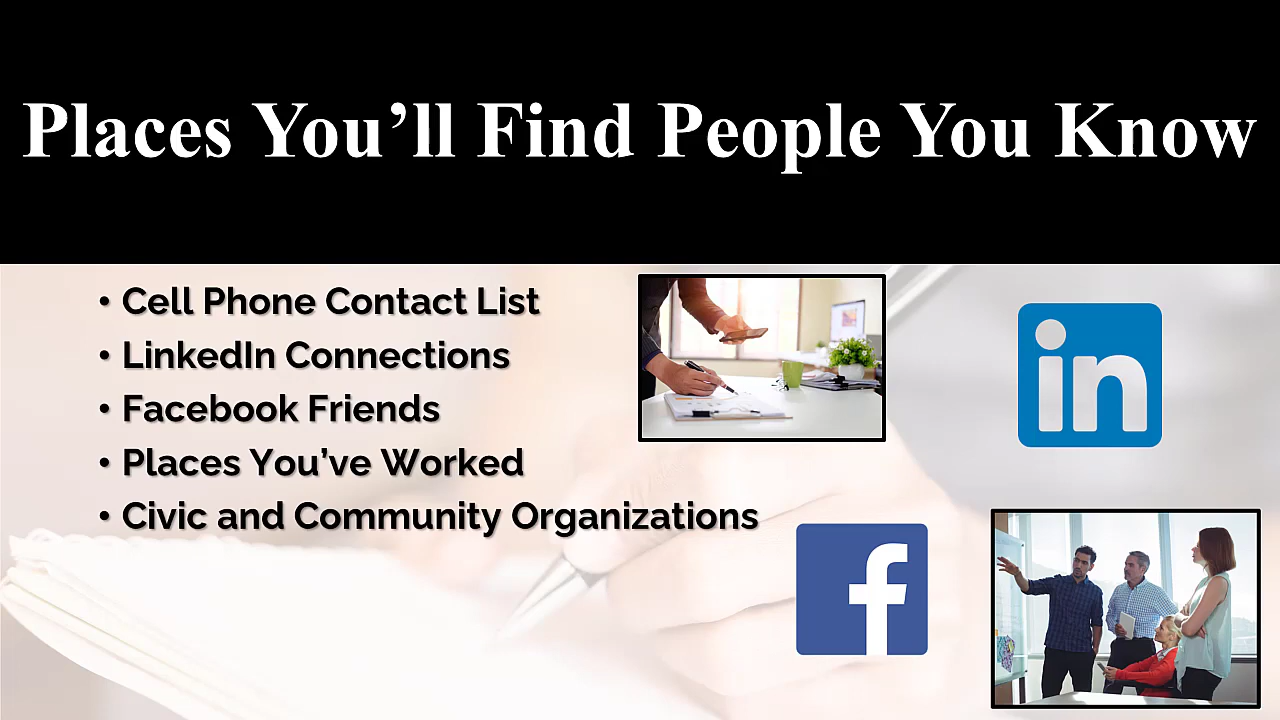 Places You’ll Find People You Know
• Cell Phone Contact List
• LinkedIn Connections
• Facebook Friends
• Places You’ve Worked
• Civic and Community Organizations
in
f